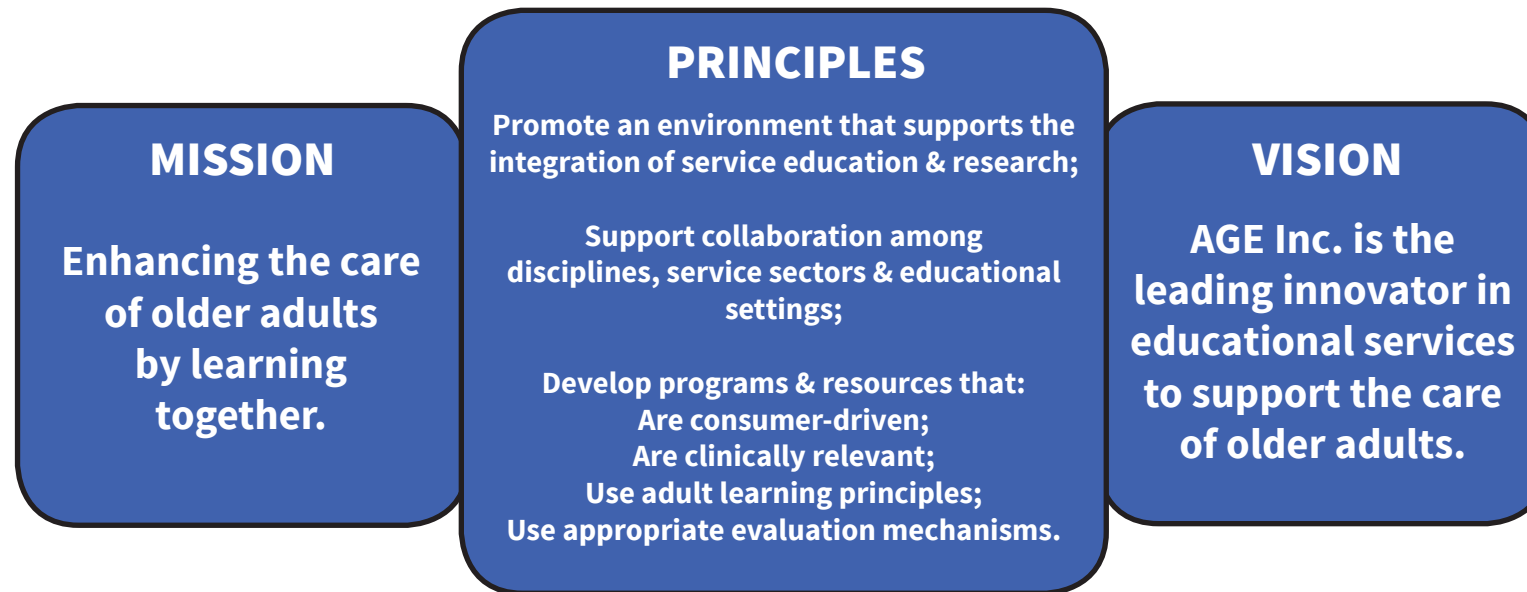 MISSION
Enhancing the care
of older adults
by learning
together.
PRINCIPLES
Promote an environment that supports the
integration of service education & research;
Support collaboration among
disciplines, service sectors & educational
settings;
Develop programs & resources that:
Are consumer-driven;
Are clinically relevant;
Use adult learning principles;
Use appropriate evaluation mechanisms.
VISION
AGE Inc. is the
leading innovator in
educational services
to support the care
of older adults.